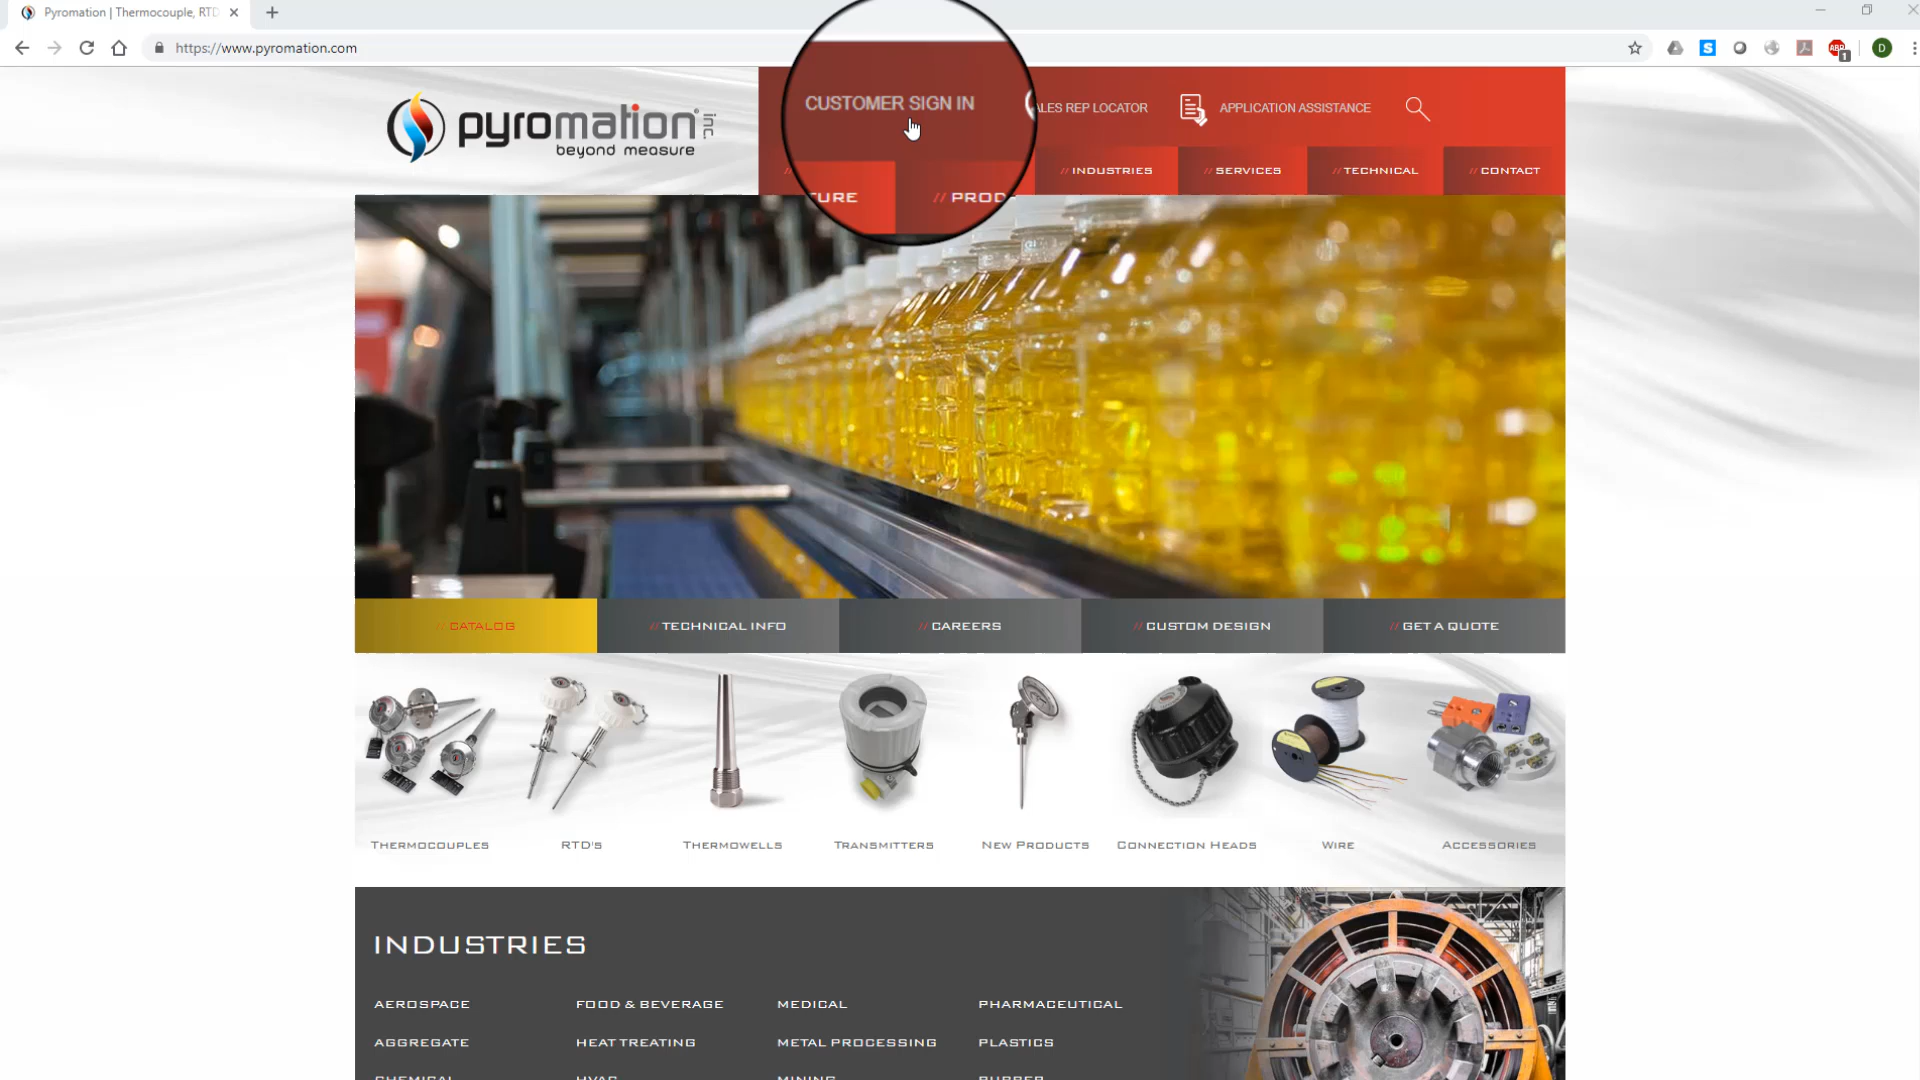 Pyromation | Thermocouple, RTD
https://www.pyromation.com
ABP
1
D
S
pyromation inc.
beyond measure
CUSTOMER SIGN IN
ALES REP LOCATOR
APPLICATION ASSISTANCE
TURE
// PROD
// INDUSTRIES
// SERVICES
// TECHNICAL
// CONTACT
// CATALOG
// TECHNICAL INFO
// CAREERS
// CUSTOM DESIGN
// GET A QUOTE
THERMOCOUPLES
RTD'S
THERMOWELLS
TRANSMITTERS
NEW PRODUCTS
CONNECTION HEADS
WIRE
ACCESSORIES
INDUSTRIES
AEROSPACE
FOOD & BEVERAGE
MEDICAL
PHARMACEUTICAL
AGGREGATE
HEAT TREATING
METAL PROCESSING
PLASTICS
CHEMICAL
HVAC
MINING
RUBBER